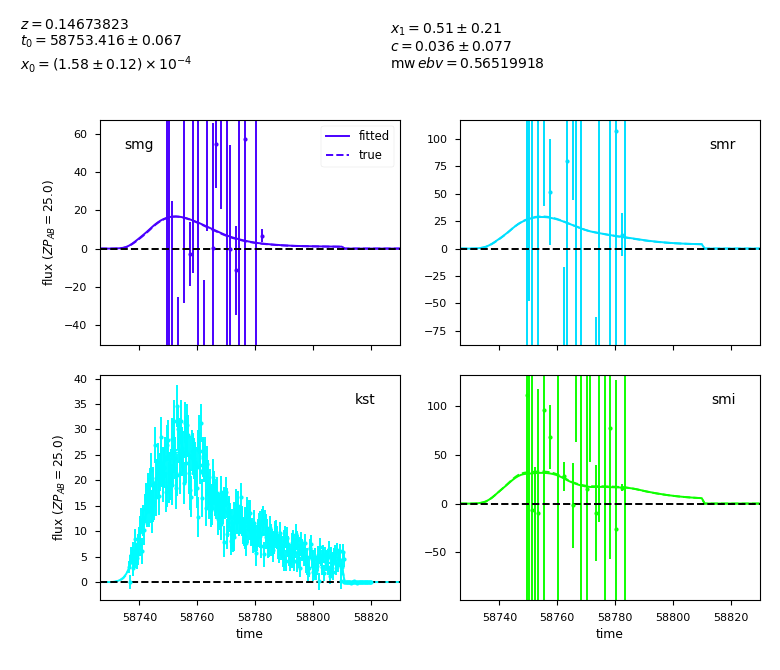 z = 0.14673823
t₀ = 58753.416 ± 0.067
x₀ = (1.58 ± 0.12) × 10⁻⁴
x₁ = 0.51 ± 0.21
c = 0.036 ± 0.077
mw ebv = 0.56519918
smg
fitted
true
60
40
20
0
−20
−40
flux (ZP_AB = 25.0)
smr
100
75
50
25
0
−25
−50
−75
kst
40
35
30
25
20
15
10
5
0
flux (ZP_AB = 25.0)
58740 58760 58780 58800 58820
time
smi
100
50
0
−50
58740 58760 58780 58800 58820
time